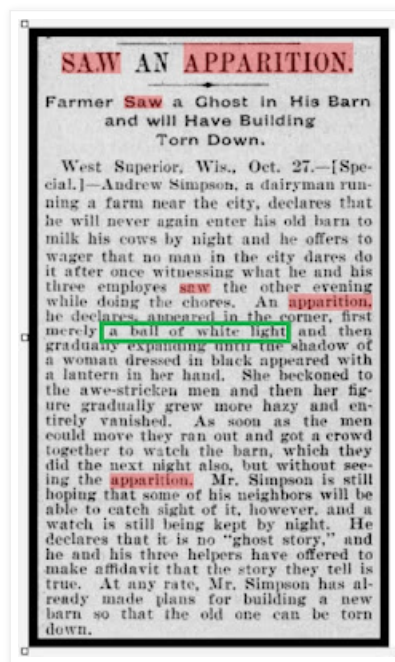 SAW AN APPARITION.
Farmer Saw a Ghost in His Barn
and will Have Building
Torn Down.
West Superior, Wis., Oct. 27.—[Spe-
cial.]—Andrew Simpson, a dairyman run-
ning a farm near the city, declares that
he will never again enter his old barn to
milk his cows by night and he offers to
wager that no man in the city dares do
it after once witnessing what he and his
three employes saw the other evening
while doing the chores. An apparition,
he declares, appeared in the corner, first
merely a ball of white light and then
gradually expanding until the shadow of
a woman dressed in black appeared with
a lantern in her hand. She beckoned to
the awe-stricken men and then her fig-
ure gradually grew more hazy and en-
tirely vanished. As soon as the men
could move they ran out and got a crowd
together to watch the barn, which they
did the next night also, but without see-
ing the apparition. Mr. Simpson is still
hoping that some of his neighbors will be
able to catch sight of it, however, and a
watch is still being kept by night. He
declares that it is no "ghost story," and
he and his three helpers have offered to
make affidavit that the story they tell is
true. At any rate, Mr. Simpson has al-
ready made plans for building a new
barn so that the old one can be torn
down.